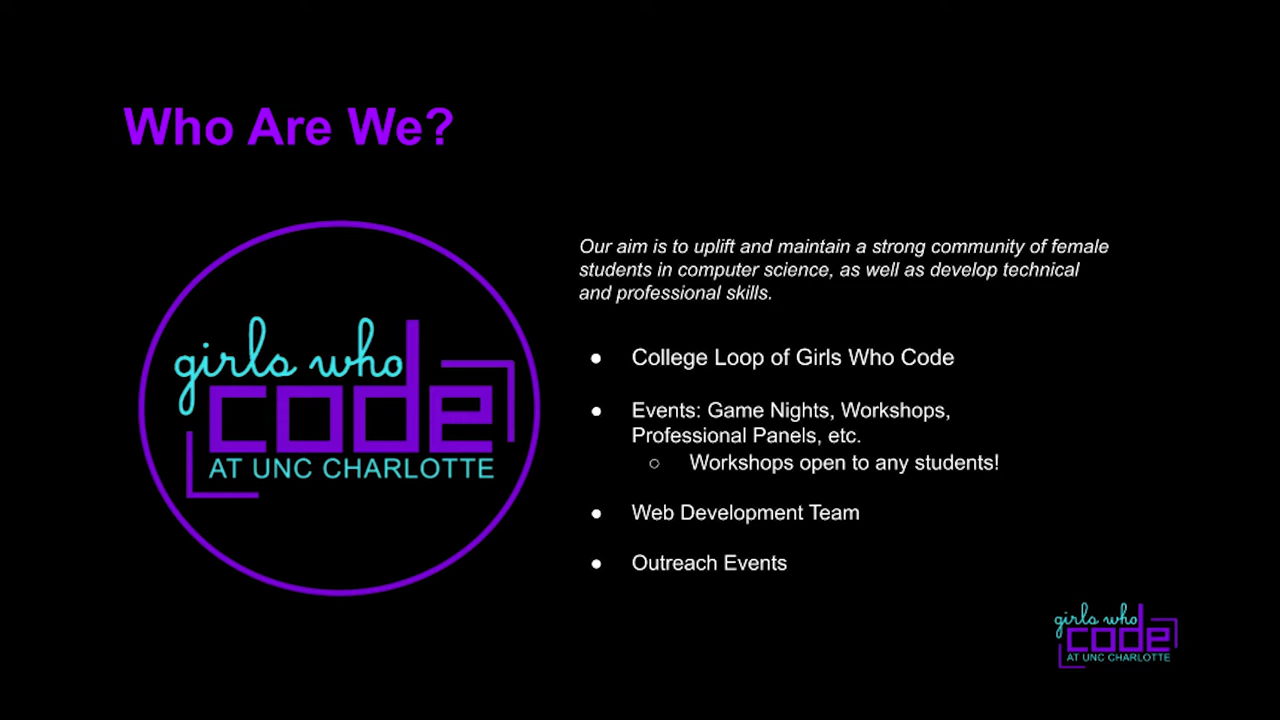 Who Are We?
girls who
code
AT UNC CHARLOTTE
Our aim is to uplift and maintain a strong community of female
students in computer science, as well as develop technical
and professional skills.
● College Loop of Girls Who Code
● Events: Game Nights, Workshops,
Professional Panels, etc.
○ Workshops open to any students!
● Web Development Team
● Outreach Events
girls who
code
AT UNC CHARLOTTE